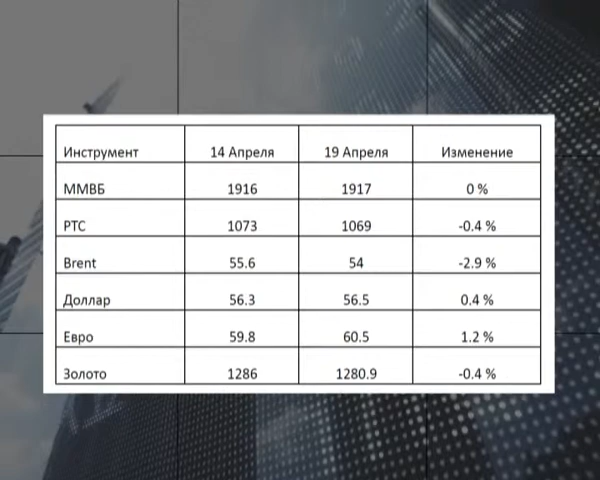 Инструмент 14 Апреля 19 Апреля Изменение
ММВБ 1916 1917 0 %
РТС 1073 1069 -0.4 %
Brent 55.6 54 -2.9 %
Доллар 56.3 56.5 0.4 %
Евро 59.8 60.5 1.2 %
Золото 1286 1280.9 -0.4 %